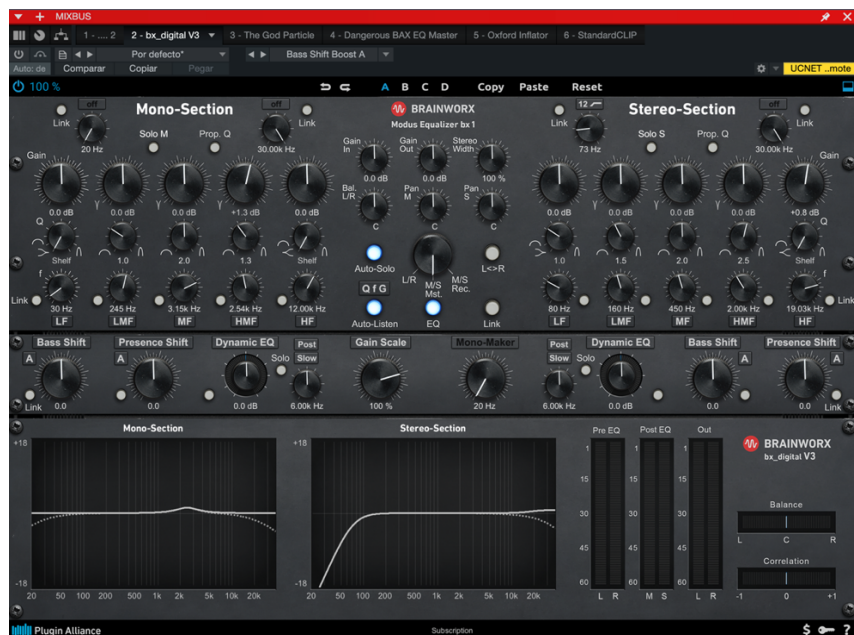 MIXBUS
1 - .... 2
2 - bx_digital V3
3 - The God Particle
4 - Dangerous BAX EQ Master
5 - Oxford Inflator
6 - StandardCLIP
Por defecto*
Bass Shift Boost A
Auto: de
Comparar
Copiar
Pegar
UCNET ..mote
100 %
A B C D
Copy
Paste
Reset
off
Mono-Section
off
BRAINWORX
12
Stereo-Section
off
Link
Link
Modus Equalizer bx1
Link
Link
20 Hz
Solo M
Prop. Q
30.00k Hz
73 Hz
Solo S
Prop. Q
30.00k Hz
Gain
Gain In
Gain Out
Stereo Width
Gain
0.0 dB
0.0 dB
100 %
0.0 dB
0.0 dB
0.0 dB
+1.3 dB
0.0 dB
Bal. L/R
Pan M
Pan S
0.0 dB
0.0 dB
0.0 dB
0.0 dB
+0.8 dB
Q
C
C
C
Q
Shelf
1.0
2.0
1.3
Shelf
1.0
1.5
2.0
2.5
Shelf
Auto-Solo
L/R
M/S Mst.
M/S Rec.
L<>R
f
Q f G
f
Link
30 Hz
245 Hz
3.15k Hz
2.54k Hz
12.00k Hz
80 Hz
160 Hz
450 Hz
2.00k Hz
19.03k Hz
Link
LF
LMF
MF
HMF
HF
Auto-Listen
EQ
Link
LF
LMF
MF
HMF
HF
Bass Shift
Presence Shift
Dynamic EQ
Post
Gain Scale
Mono-Maker
Post
Dynamic EQ
Bass Shift
Presence Shift
A
A
Solo
Slow
Slow
Solo
A
A
Link
0.0
0.0
0.0 dB
6.00k Hz
100 %
20 Hz
6.00k Hz
0.0 dB
0.0
0.0
Link
Mono-Section
Stereo-Section
Pre EQ
Post EQ
Out
+18
+18
BRAINWORX
bx_digital V3
1
1
1
15
15
15
30
30
30
Balance
L C R
45
45
45
Correlation
-18
-18
60
60
60
-1 0 +1
20 50 100 200 500 1k 2k 5k 10k 20k
20 50 100 200 500 1k 2k 5k 10k 20k
L R
M S
L R
Plugin Alliance
Subscription
$
?